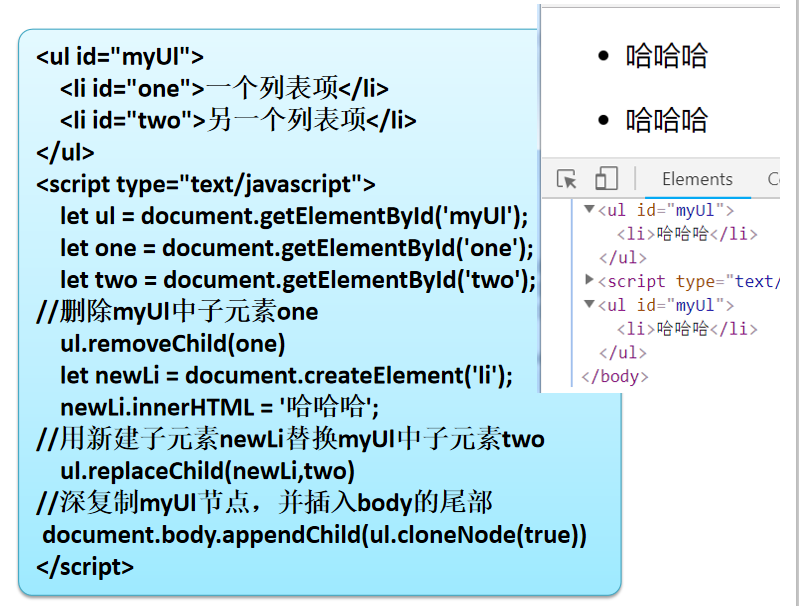 <ul id="myUl">
<li id="one">一个列表项</li>
<li id="two">另一个列表项</li>
</ul>
<script type="text/javascript">
let ul = document.getElementById('myUl');
let one = document.getElementById('one');
let two = document.getElementById('two');
//删除myUl中子元素one
ul.removeChild(one)
let newLi = document.createElement('li');
newLi.innerHTML = '哈哈哈';
//用新建子元素newLi替换myUl中子元素two
ul.replaceChild(newLi,two)
//深复制myUl节点，并插入body的尾部
document.body.appendChild(ul.cloneNode(true))
</script>
哈哈哈
哈哈哈
Elements
<ul id="myUl">
<li>哈哈哈</li>
</ul>
<script type="text/
<ul id="myUl">
<li>哈哈哈</li>
</ul>
</body>